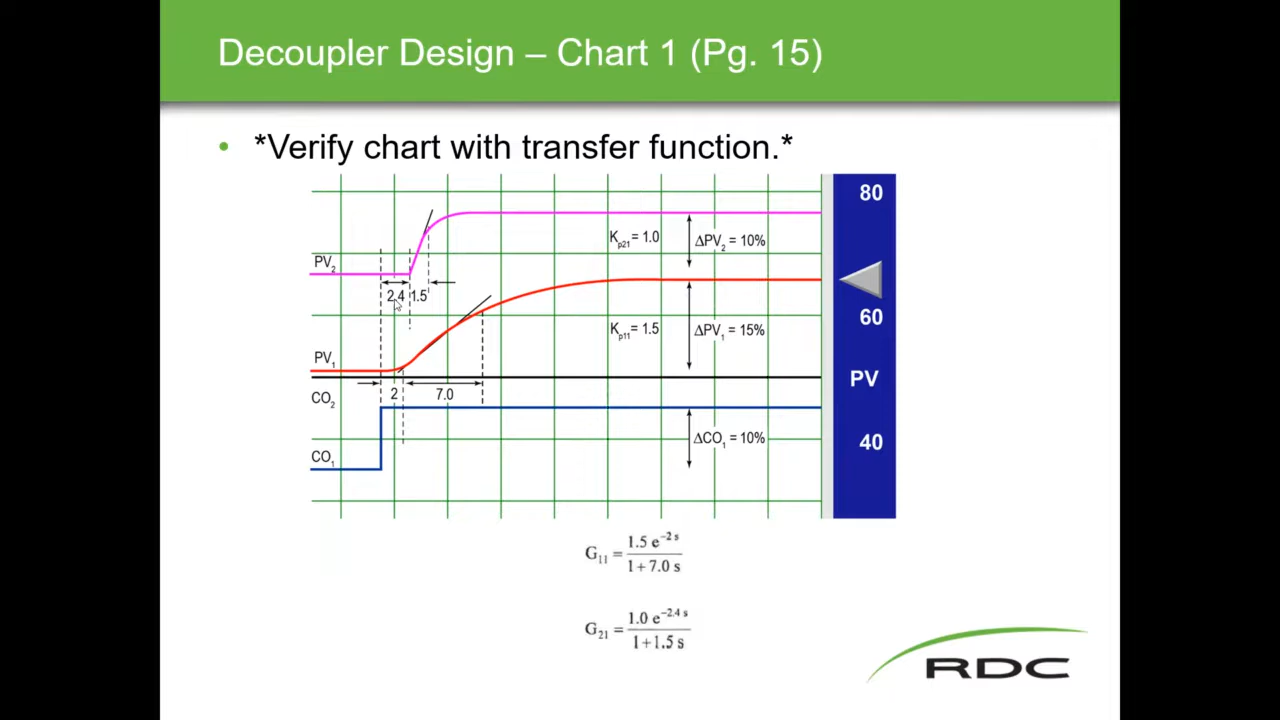 Decoupler Design – Chart 1 (Pg. 15)
• *Verify chart with transfer function.*
80
Kp21 = 1.0
ΔPV2 = 10%
PV2
2.4 1.5
60
Kp11 = 1.5
ΔPV1 = 15%
PV1
PV
CO2
2
7.0
ΔCO1 = 10%
40
CO1
G11 = 1.5 e^-2 s / 1 + 7.0 s
G21 = 1.0 e^-2.4 s / 1 + 1.5 s
RDC